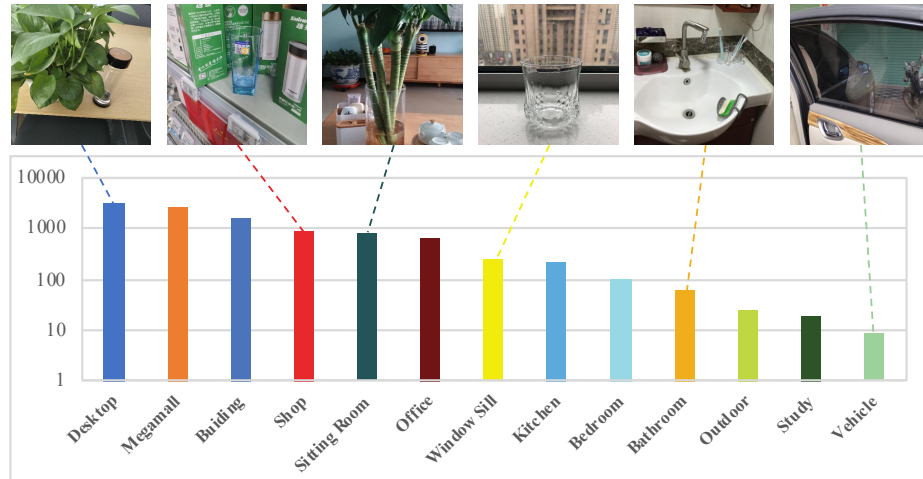 10000
1000
100
10
1
Desktop
Megamall
Buiding
Shop
Sitting Room
Office
Window Sill
Kitchen
Bedroom
Bathroom
Outdoor
Study
Vehicle